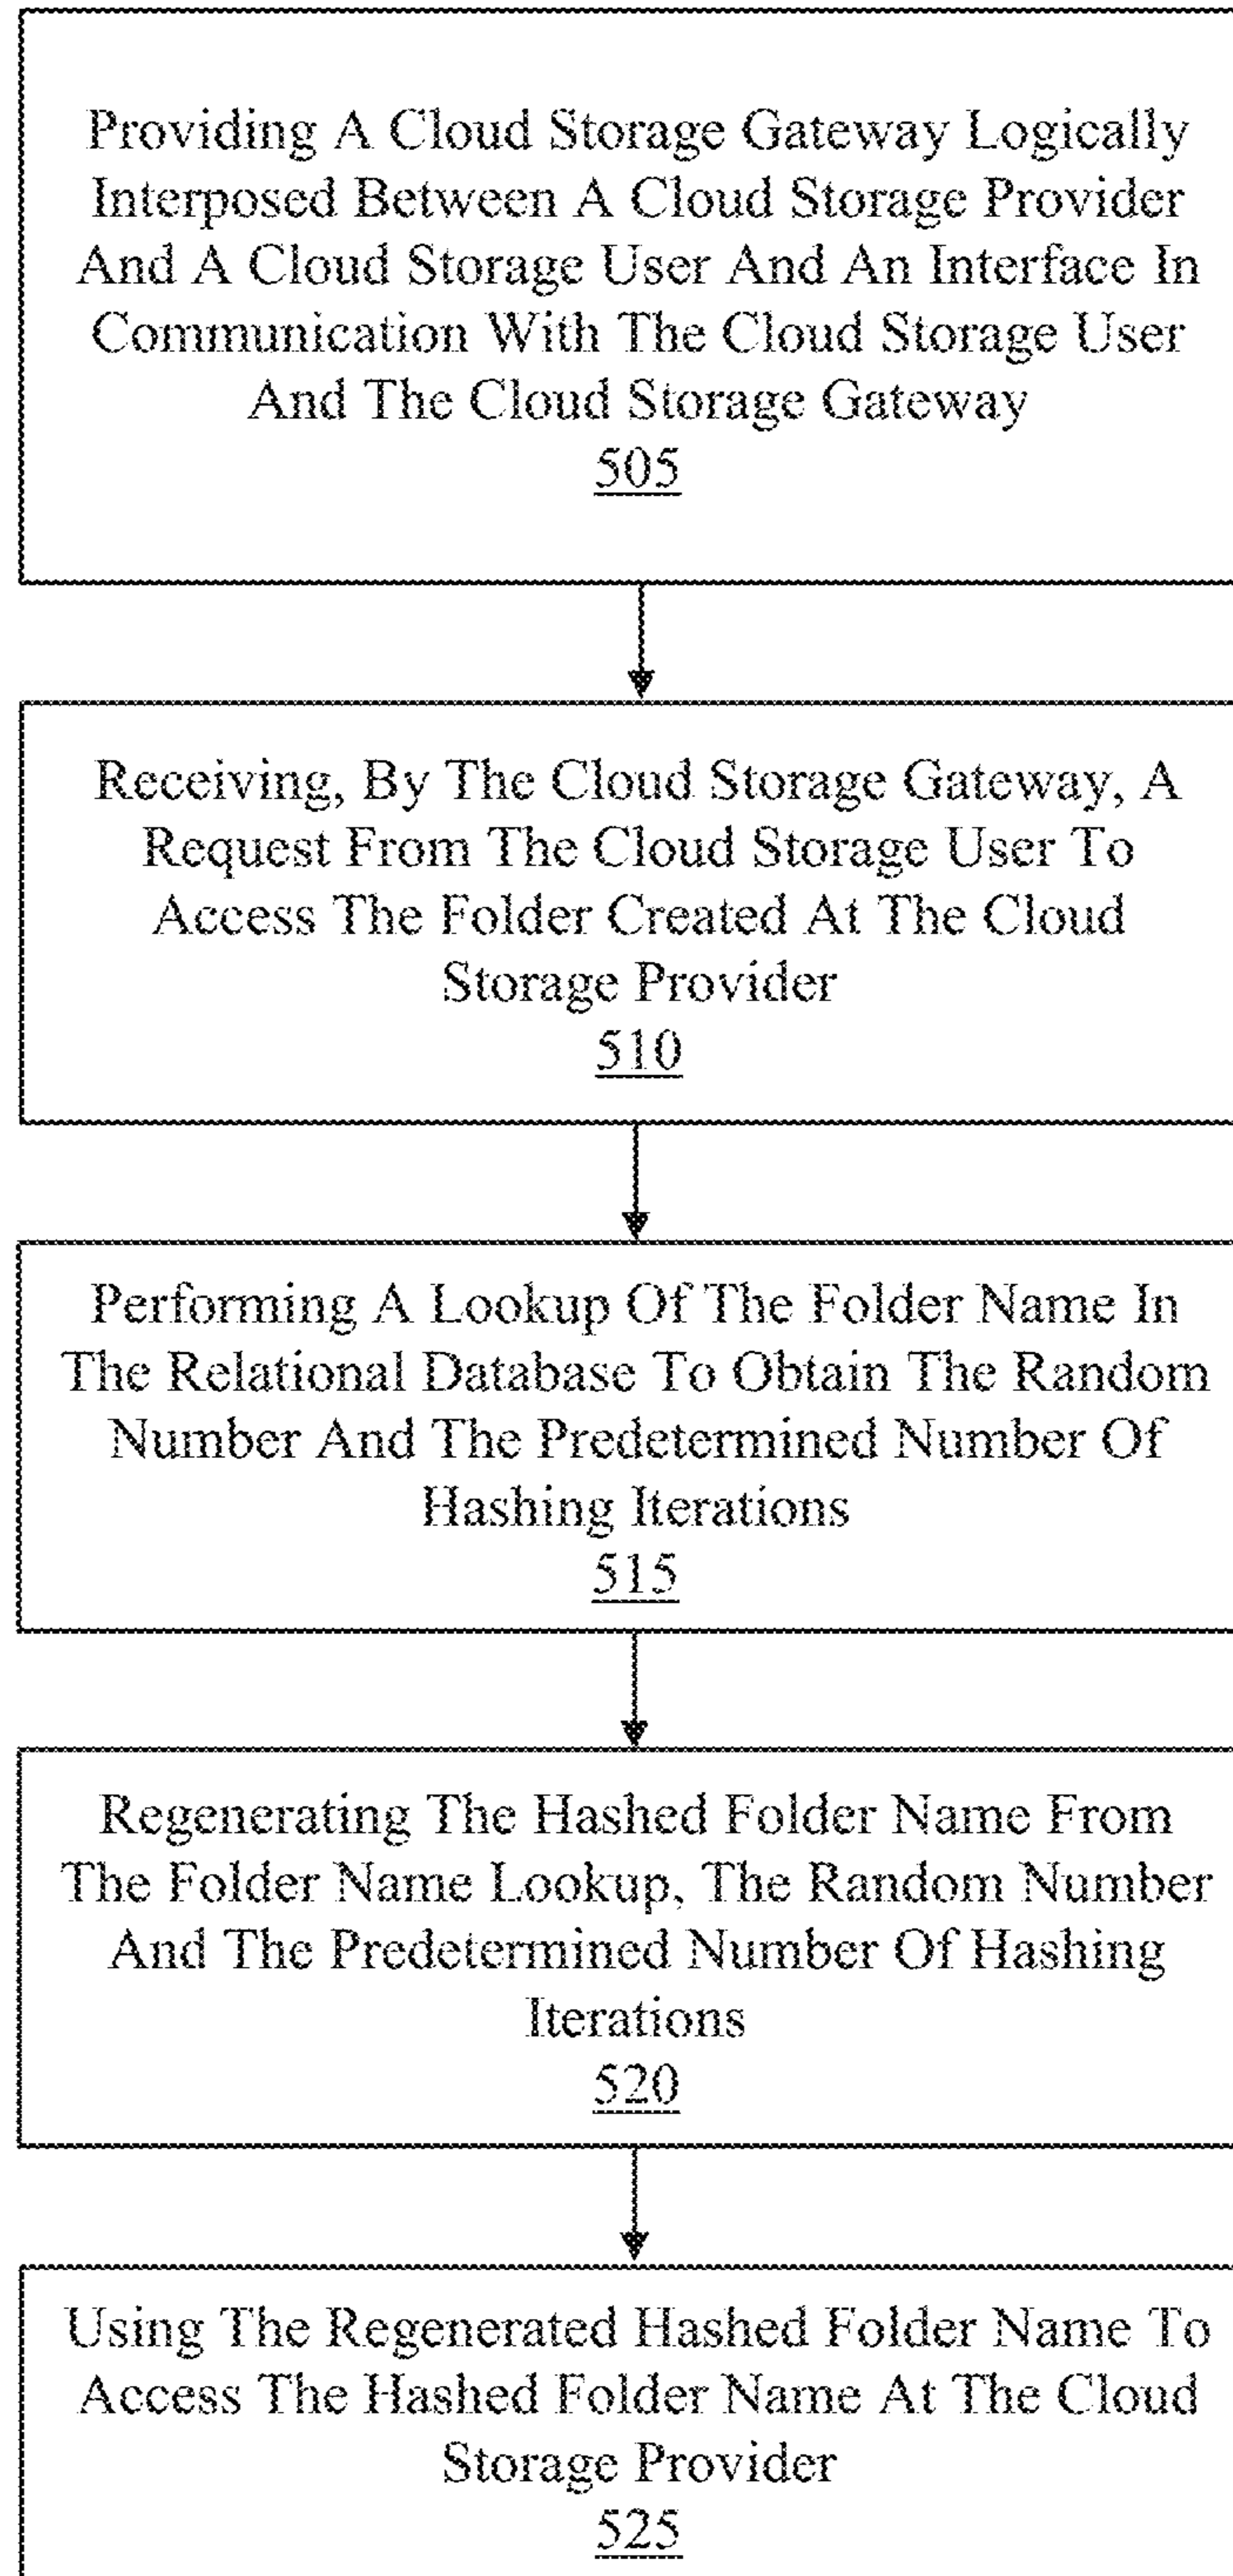 Providing A Cloud Storage Gateway Logically
Interposed Between A Cloud Storage Provider
And A Cloud Storage User And An Interface In
Communication With The Cloud Storage User
And The Cloud Storage Gateway
505
Receiving, By The Cloud Storage Gateway, A
Request From The Cloud Storage User To
Access The Folder Created At The Cloud
Storage Provider
510
Performing A Lookup Of The Folder Name In
The Relational Database To Obtain The Random
Number And The Predetermined Number Of
Hashing Iterations
515
Regenerating The Hashed Folder Name From
The Folder Name Lookup, The Random Number
And The Predetermined Number Of Hashing
Iterations
520
Using The Regenerated Hashed Folder Name To
Access The Hashed Folder Name At The Cloud
Storage Provider
525